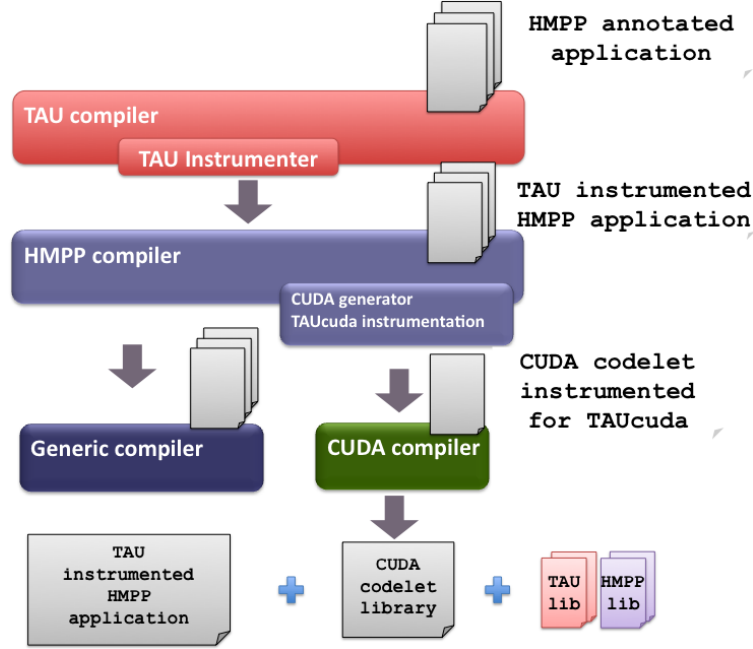 HMPP annotated
application
TAU compiler
TAU Instrumenter
TAU instrumented
HMPP application
HMPP compiler
CUDA generator
TAUcuda instrumentation
CUDA codelet
instrumented
for TAUcuda
Generic compiler
CUDA compiler
TAU
instrumented
HMPP
application
+
CUDA
codelet
library
+
TAU
lib
HMPP
lib